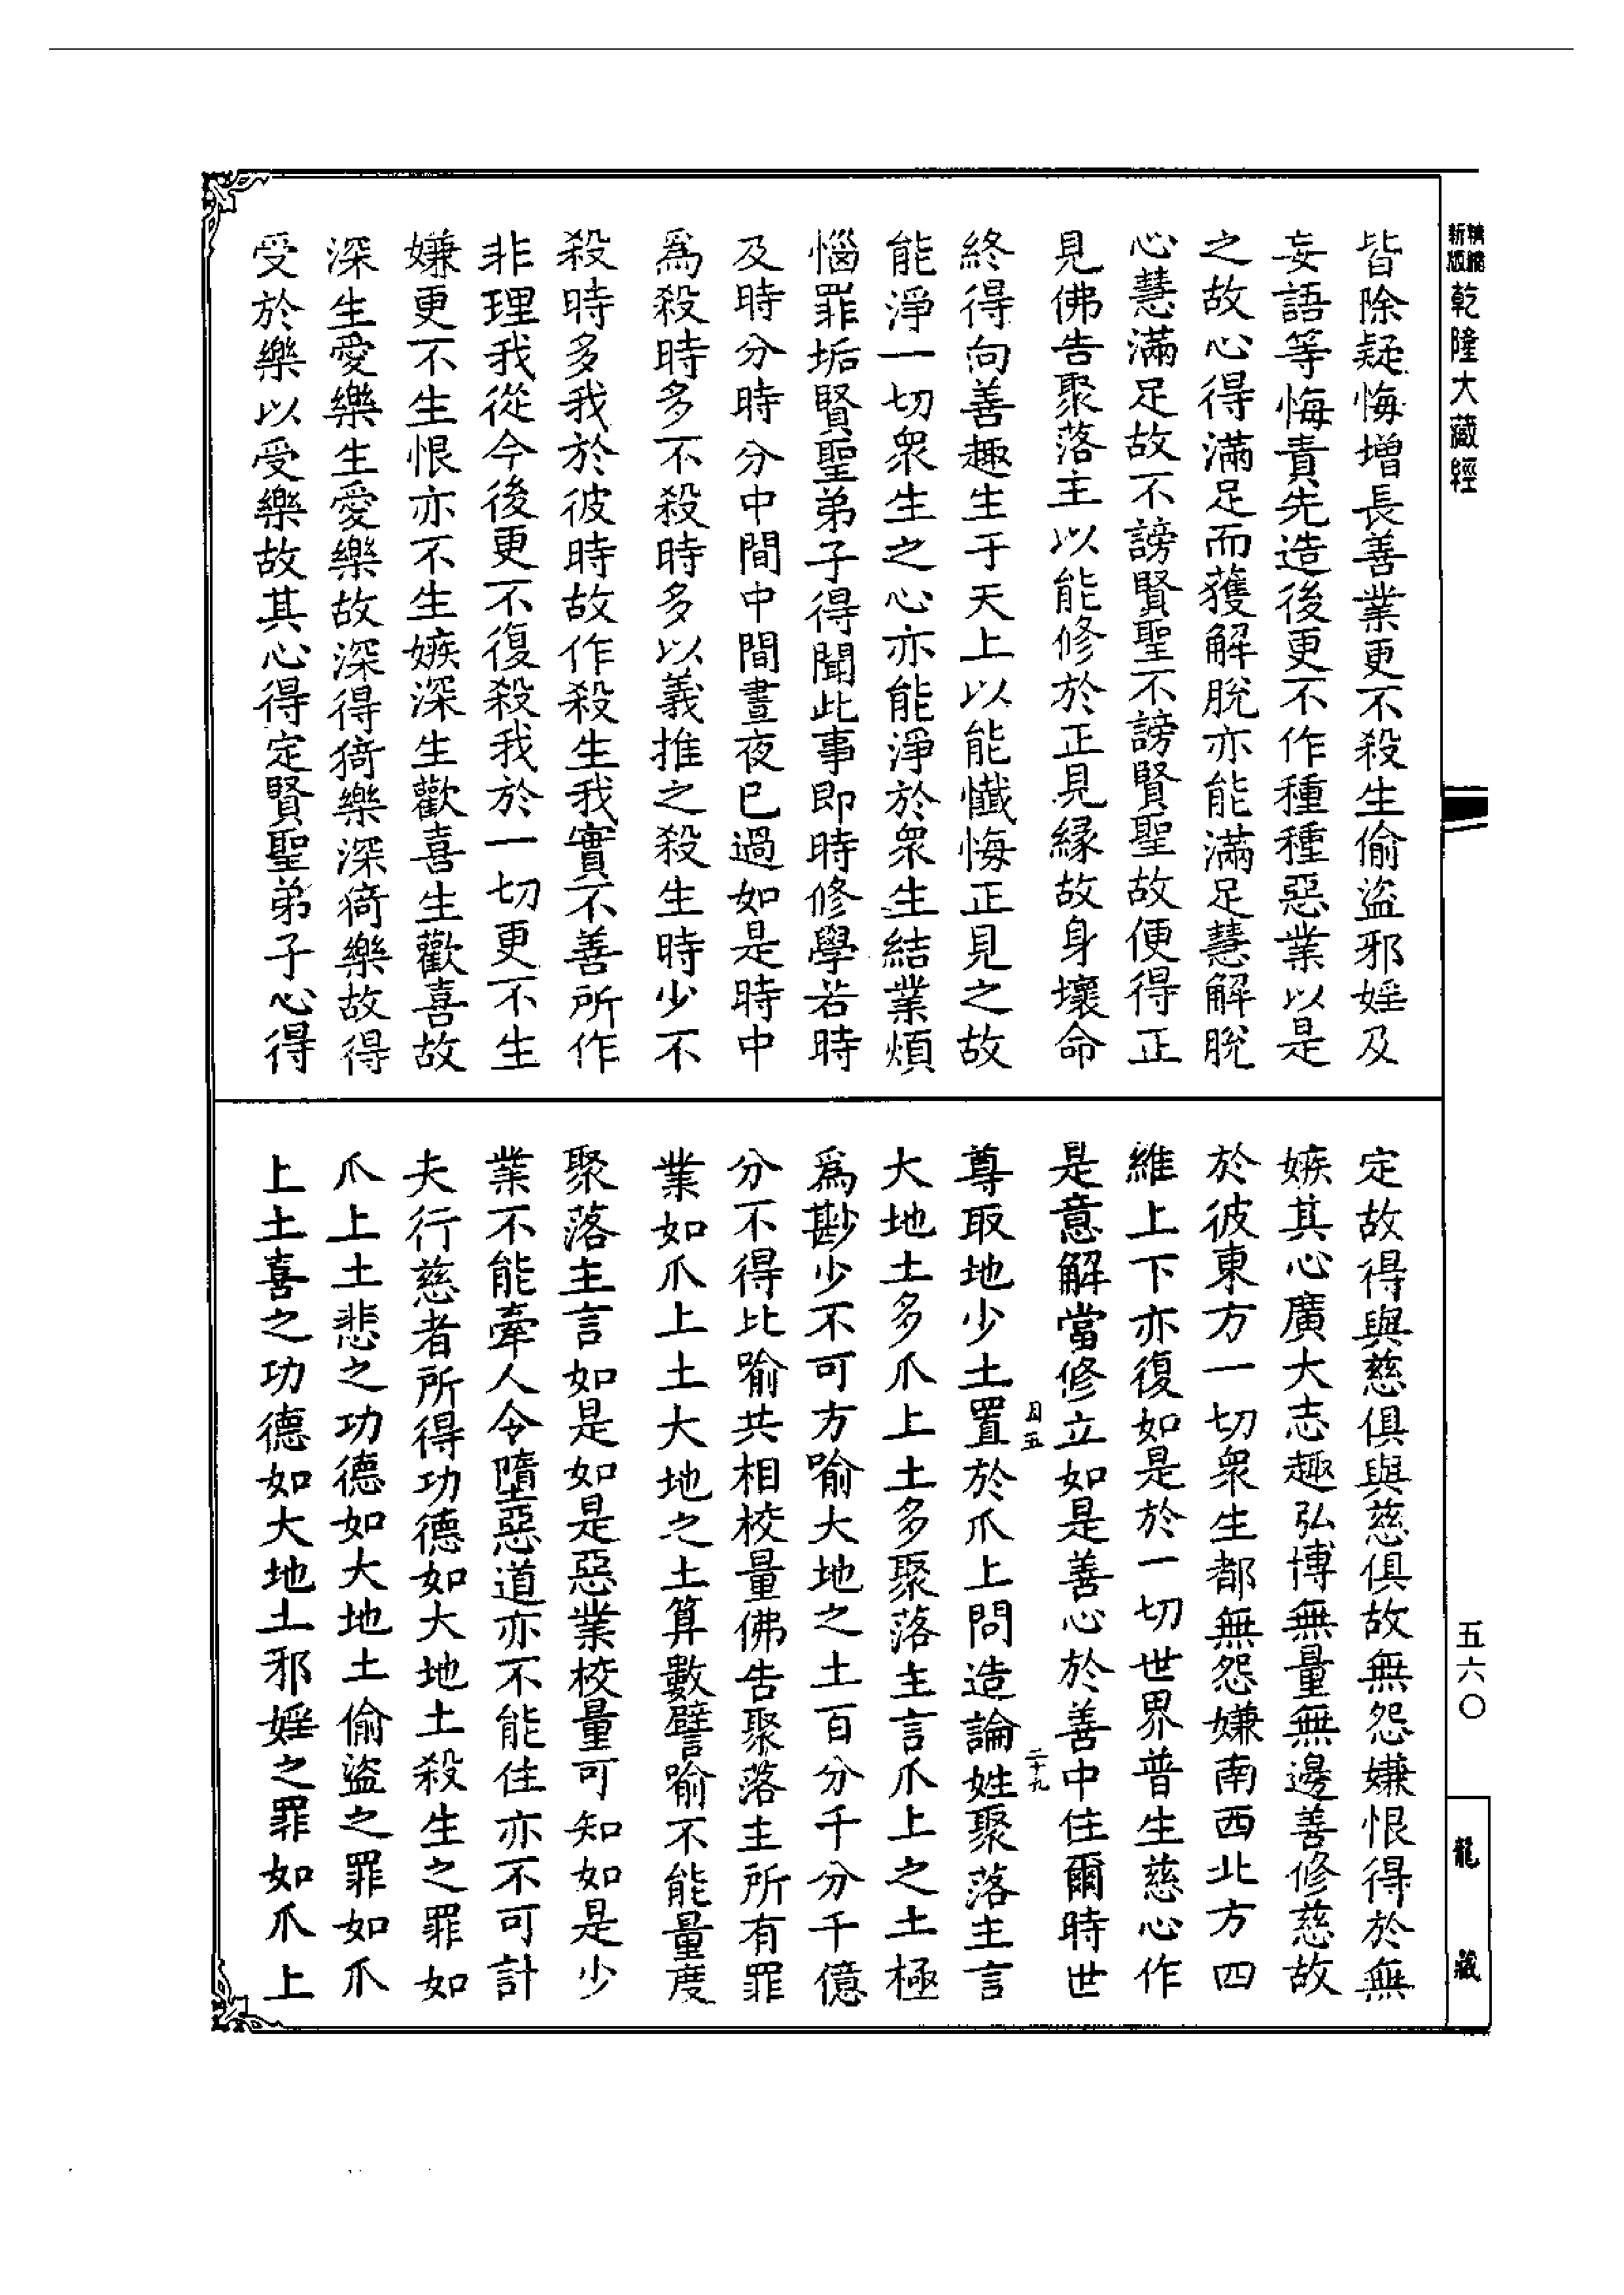 精縮
新版
乾隆大藏經
皆除疑悔增長善業更不殺生偷盜邪婬及
妄語等悔責先造後更不作種種惡業以是
之故心得滿足而獲解脫亦能滿足慧解脫
心慧滿足故不謗賢聖不謗賢聖故便得正
見佛告聚落主以能修於正見緣故身壞命
終得向善趣生于天上以能懺悔正見之故
能淨一切衆生之心亦能淨於衆生結業煩
惱罪垢賢聖弟子得聞此事即時修學若時
及時分時分中間中間晝夜已過如是時中
爲殺時多不殺時多以義推之殺生時少不
殺時多我於彼時故作殺生我實不善所作
非理我從今後更不復殺我於一切更不生
嫌更不生恨亦不生嫉深生歡喜生歡喜故
深生愛樂生愛樂故深得猗樂深猗樂故得
受於樂以受樂故其心得定賢聖弟子心得
定故得與慈俱與慈俱故無怨嫌恨得於無
嫉其心廣大志趣弘博無量無邊善修慈故
於彼東方一切衆生都無怨嫌南西北方四
維上下亦復如是於一切世界普生慈心作
是意解當修立如是善心於善中住爾時世
尊取地少土置於爪上問造論姓聚落主言
大地土多爪上土多聚落主言爪上之土極
爲尠少不可方喻大地之土百分千分千億
分不得比喻共相校量佛告聚落主所有罪
業如爪上土大地之土算數譬喻不能量度
聚落主言如是如是惡業校量可知如是少
業不能牽人令墮惡道亦不能住亦不可計
夫行慈者所得功德如大地土殺生之罪如
爪上土悲之功德如大地土偷盜之罪如爪
上土喜之功德如大地土邪婬之罪如爪上
二十九
五六〇
龍藏